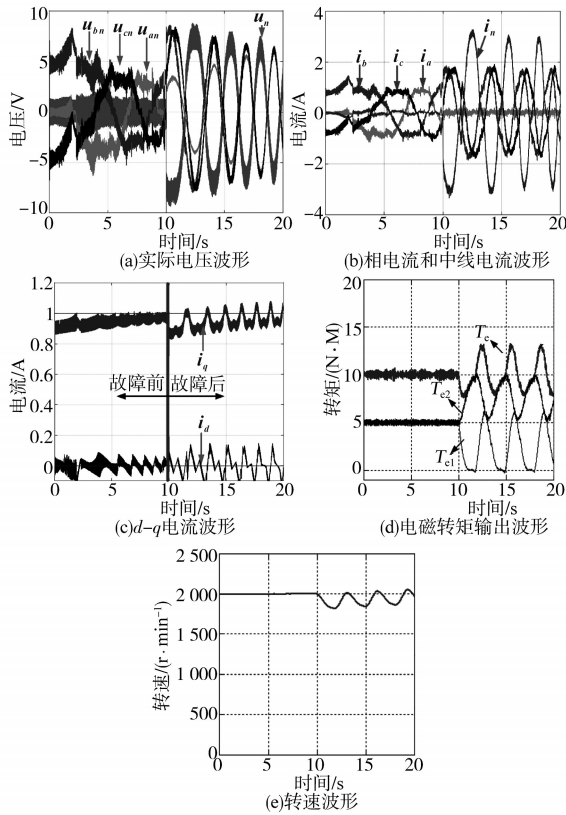 u_bn u_cn u_an u_n
电压/V
10
5
0
−5
−10
0 5 10 15 20
时间/s
(a)实际电压波形
i_b i_c i_a i_n
电流/A
4
2
0
−2
−4
0 5 10 15 20
时间/s
(b)相电流和中线电流波形
电流/A
1.2
1
0.8
0.6
0.4
0.2
0
i_q
故障前 故障后
i_d
0 5 10 15 20
时间/s
(c)d-q电流波形
转矩/(N·M)
20
15
10
5
0
T_e
T_e2
T_e1
0 5 10 15 20
时间/s
(d)电磁转矩输出波形
转速/(r·min⁻¹)
2 500
2 000
1 500
1 000
500
0
0 5 10 15 20
时间/s
(e)转速波形